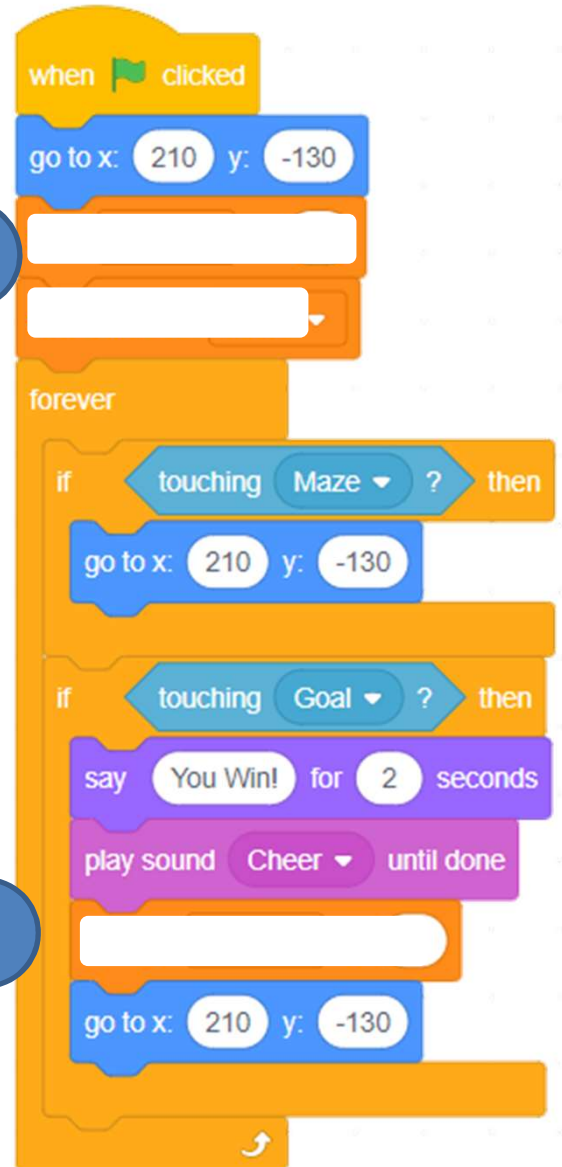 when clicked
go to x: 210 y: -130
forever
if touching Maze ? then
go to x: 210 y: -130
if touching Goal ? then
say You Win! for 2 seconds
play sound Cheer until done
go to x: 210 y: -130